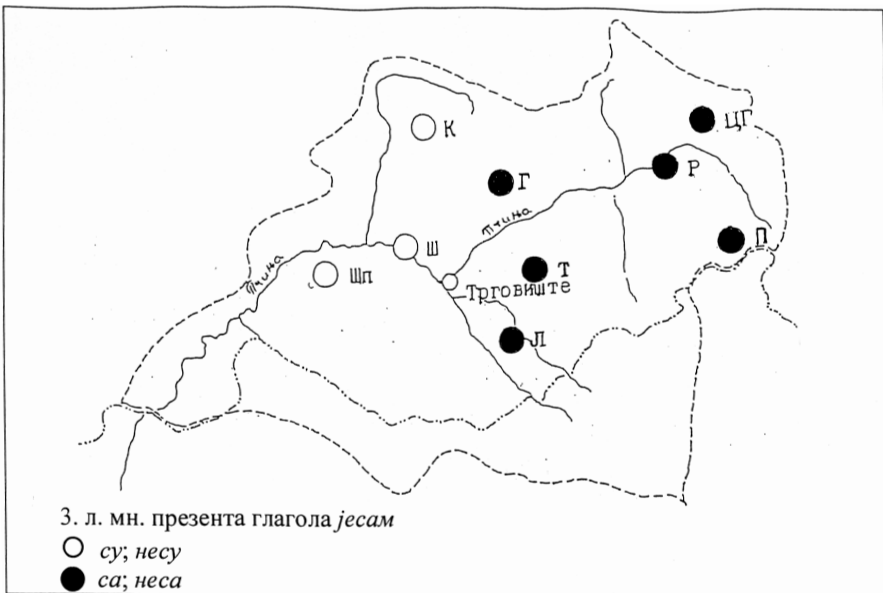 ЦГ
К
Р
Г
Пчиња
П
Ш
Т
Шп
Пчиња
Трговиште
Л
3. л. мн. презента глагола јесам
су; несу
са; неса